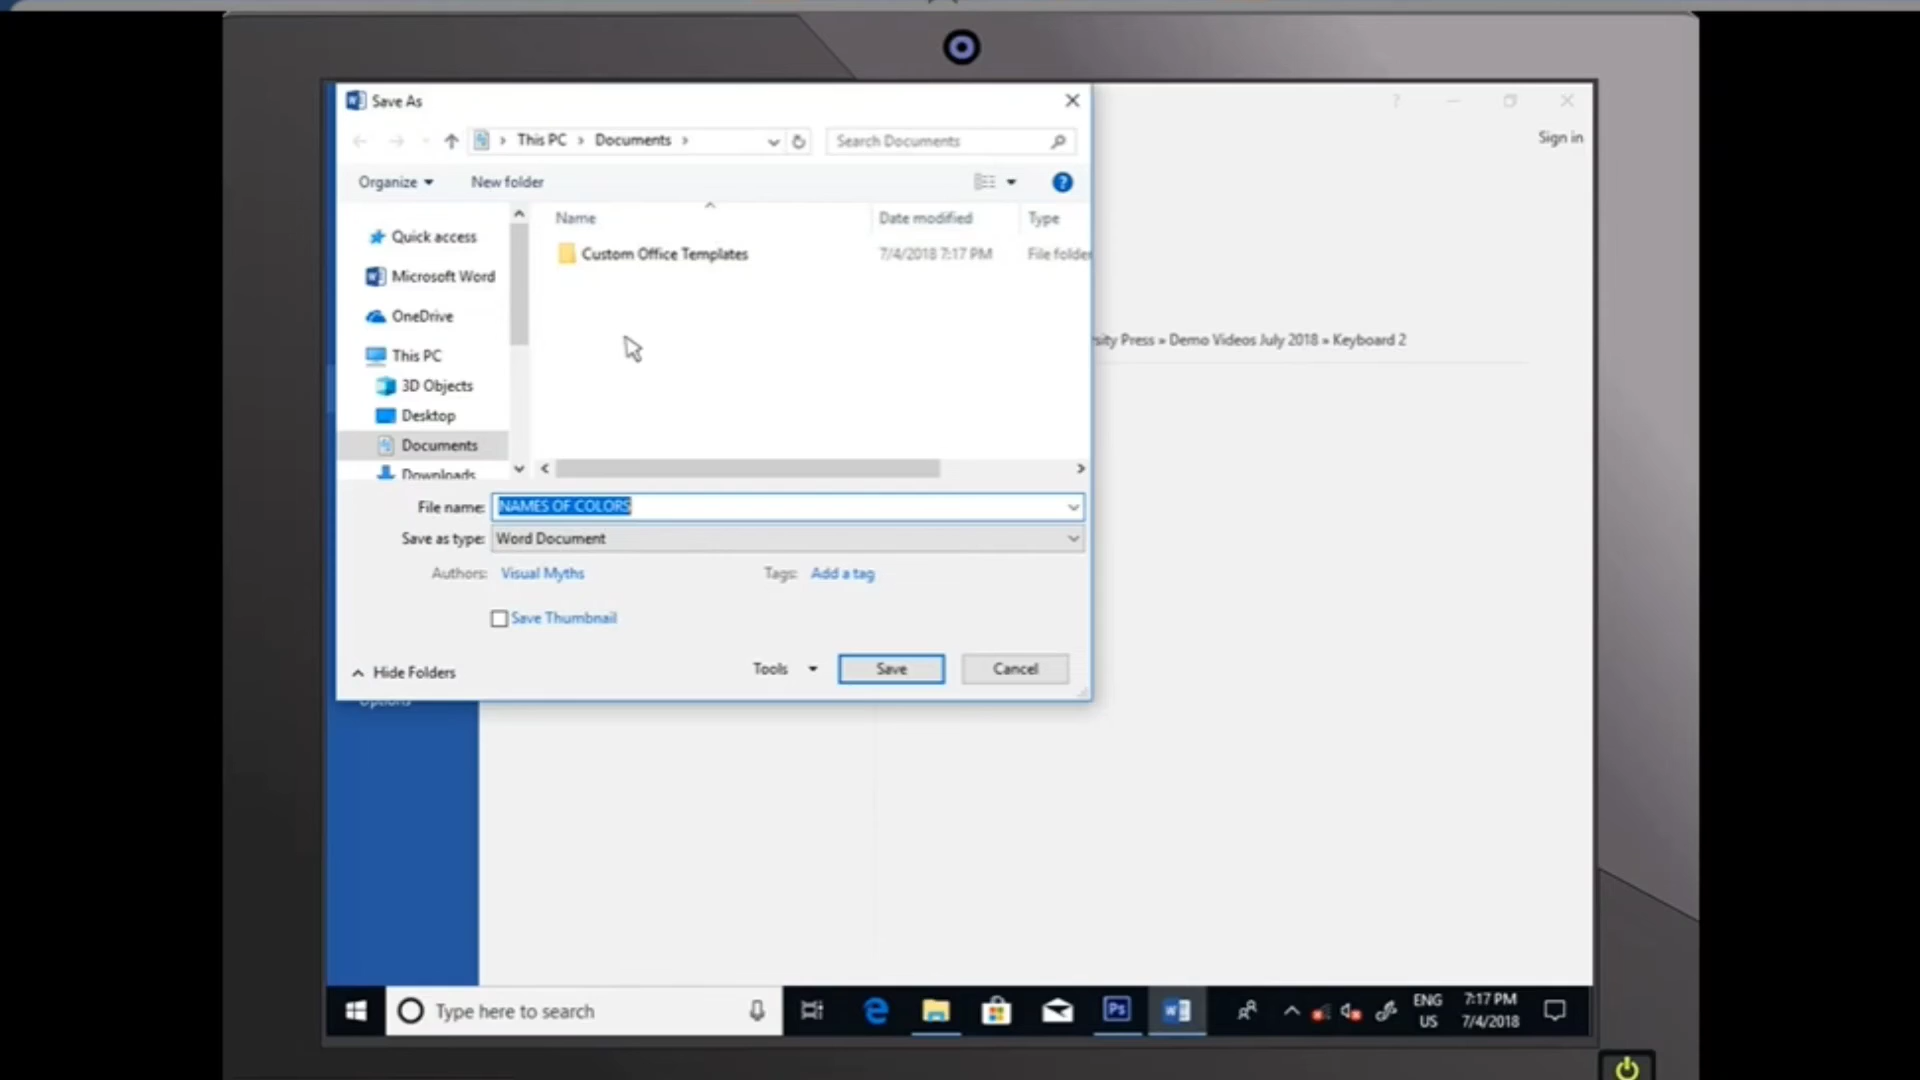 Save As
? 
Sign in
This PC > Documents >
Search Documents
Organize
New folder
?
Name
Date modified
Type
Quick access
Custom Office Templates
7/4/2018 7:17 PM
File folder
Microsoft Word
OneDrive
sity Press » Demo Videos July 2018 » Keyboard 2
This PC
3D Objects
Desktop
Documents
Downloads
File name: NAMES OF COLORS
Save as type: Word Document
Authors: Visual Myths
Tags: Add a tag
Save Thumbnail
Hide Folders
Tools
Save
Cancel
Options
Type here to search
Ps
ENG
US
7:17 PM
7/4/2018